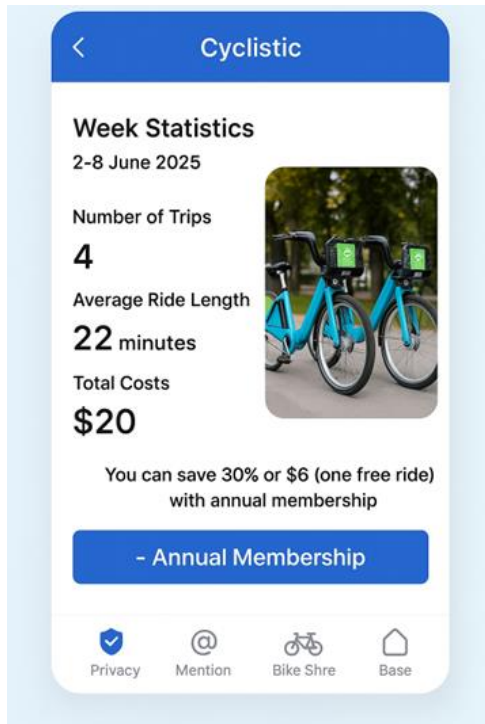 Cyclistic
Week Statistics
2-8 June 2025
Number of Trips
4
Average Ride Length
22 minutes
Total Costs
$20
You can save 30% or $6 (one free ride)
with annual membership
- Annual Membership
Privacy
@
Mention
Bike Shre
Base